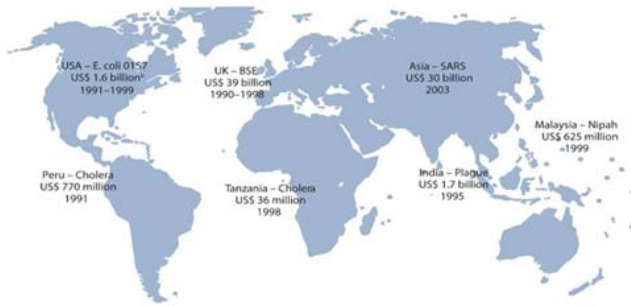 USA – E. coli 0157
US$ 1.6 billion
1991–1999
UK – BSE
US$ 39 billion
1990–1998
Asia – SARS
US$ 30 billion
2003
Malaysia – Nipah
US$ 625 million
1999
Peru – Cholera
US$ 770 million
1991
Tanzania – Cholera
US$ 36 million
1998
India – Plague
US$ 1.7 billion
1995